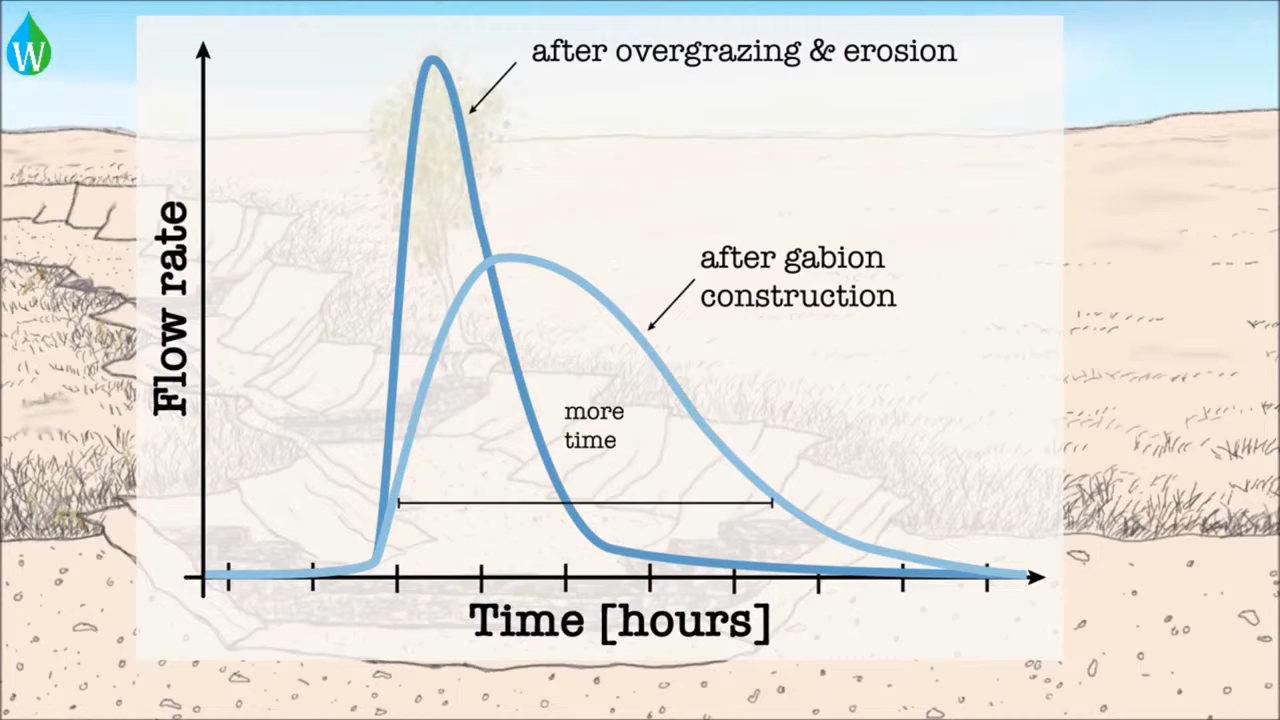 W
after overgrazing & erosion
after gabion
construction
Flow rate
more
time
Time [hours]